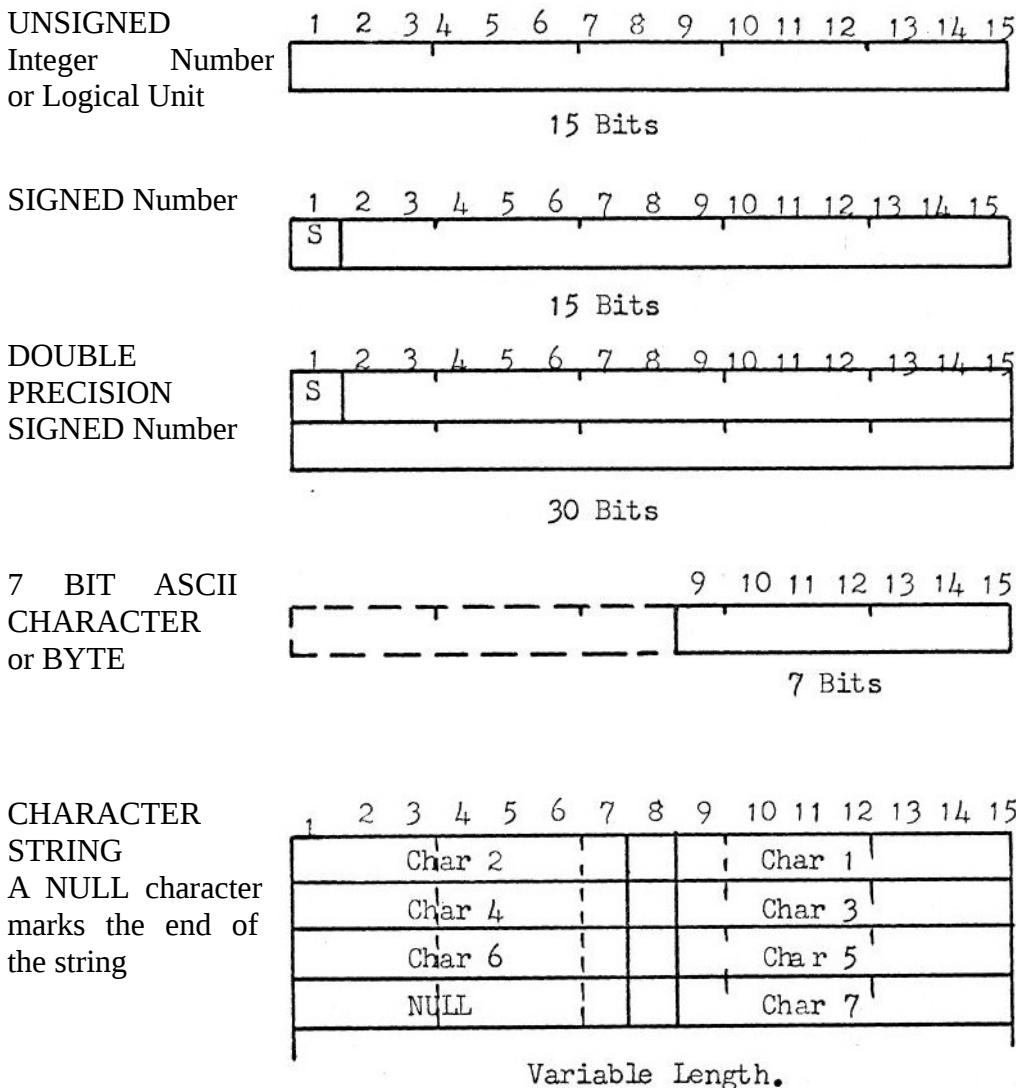 UNSIGNED
Integer Number
or Logical Unit
1 2 3 4 5 6 7 8 9 10 11 12 13 14 15
15 Bits
SIGNED Number
1 2 3 4 5 6 7 8 9 10 11 12 13 14 15
S
15 Bits
DOUBLE
PRECISION
SIGNED Number
1 2 3 4 5 6 7 8 9 10 11 12 13 14 15
S
30 Bits
7 BIT ASCII
CHARACTER
or BYTE
9 10 11 12 13 14 15
7 Bits
CHARACTER
STRING
A NULL character
marks the end of
the string
1 2 3 4 5 6 7 8 9 10 11 12 13 14 15
Char 2 Char 1
Char 4 Char 3
Char 6 Char 5
NULL Char 7
Variable Length.